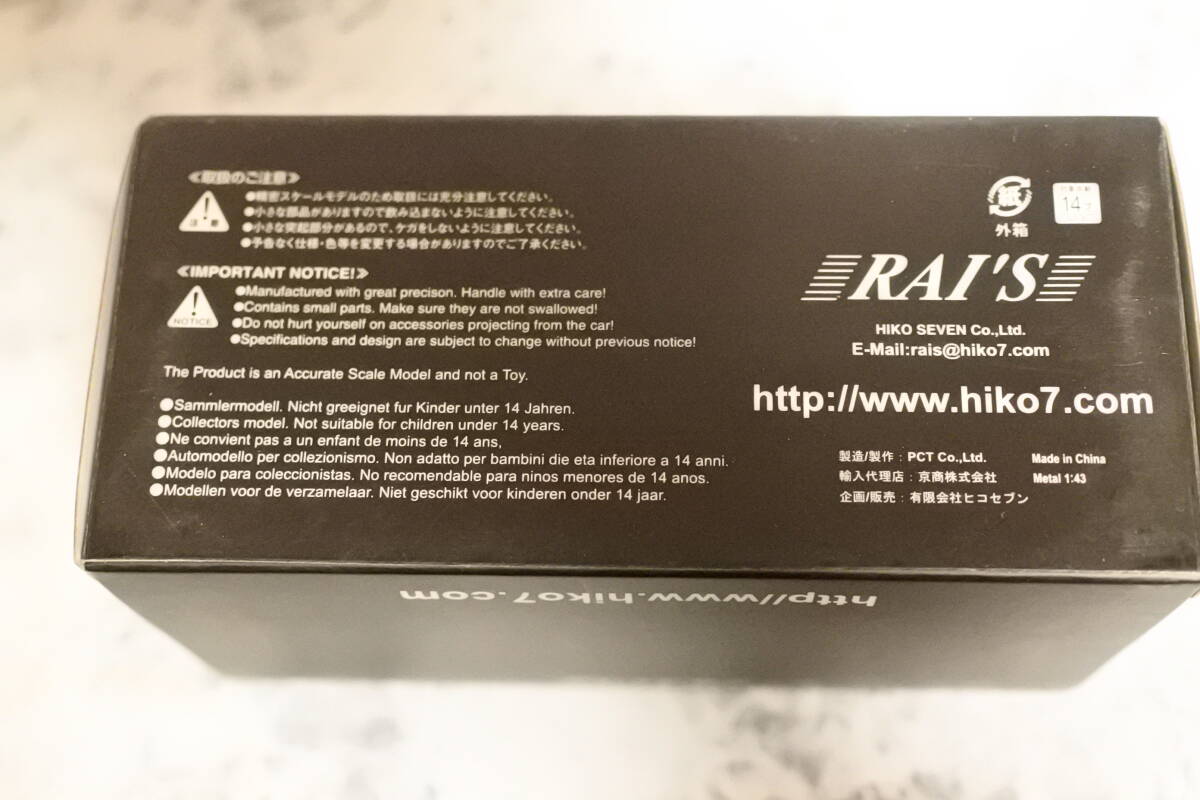 ≪取扱のご注意≫
注意
●精密スケールモデルのため取扱には充分注意してください。
●小さな部品がありますので飲み込まないように注意してください。
●小さな突起部分があるので、ケガをしないように注意してください。
●予告なく仕様・色等を変更する場合がありますのでご了承ください。
≪IMPORTANT NOTICE!≫
NOTICE
●Manufactured with great precison. Handle with extra care!
●Contains small parts. Make sure they are not swallowed!
●Do not hurt yourself on accessories projecting from the car!
●Specifications and design are subject to change without previous notice!
The Product is an Accurate Scale Model and not a Toy.
●Sammlermodell. Nicht greeignet fur Kinder unter 14 Jahren.
●Collectors model. Not suitable for children under 14 years.
●Ne convient pas a un enfant de moins de 14 ans,
●Automodello per collezionismo. Non adatto per bambini die eta inferiore a 14 anni.
●Modelo para coleccionistas. No recomendable para ninos menores de 14 anos.
●Modellen voor de verzamelaar. Niet geschikt voor kinderen onder 14 jaar.
紙
外箱
対象年齢
14才
RAI'S
HIKO SEVEN Co.,Ltd.
E-Mail:rais@hiko7.com
http://www.hiko7.com
製造/製作：PCT Co.,Ltd.
輸入代理店：京商株式会社
企画/販売：有限会社ヒコセブン
Made in China
Metal 1:43
http//www.hiko7.com